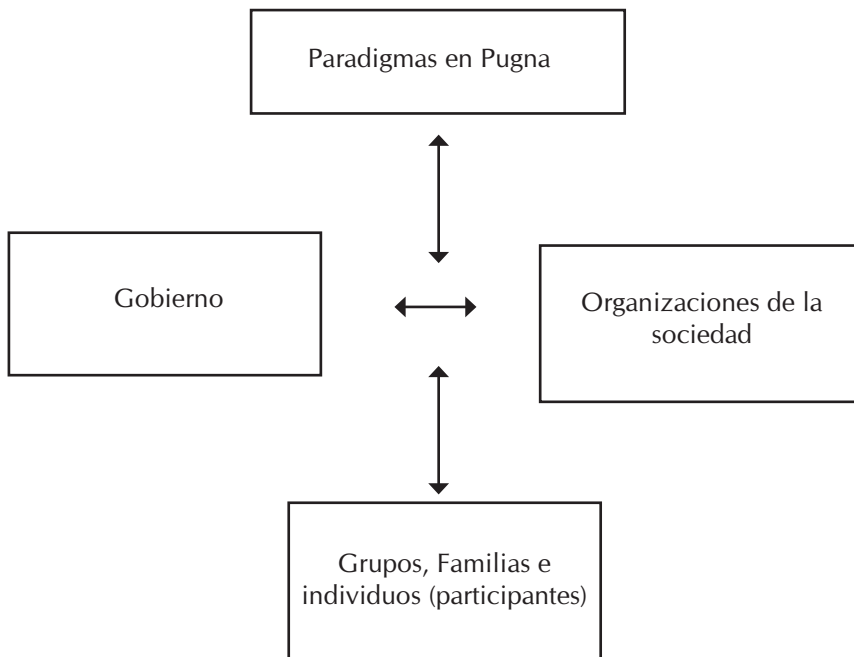 Paradigmas en Pugna
Gobierno
Organizaciones de la
sociedad
Grupos, Familias e
individuos (participantes)